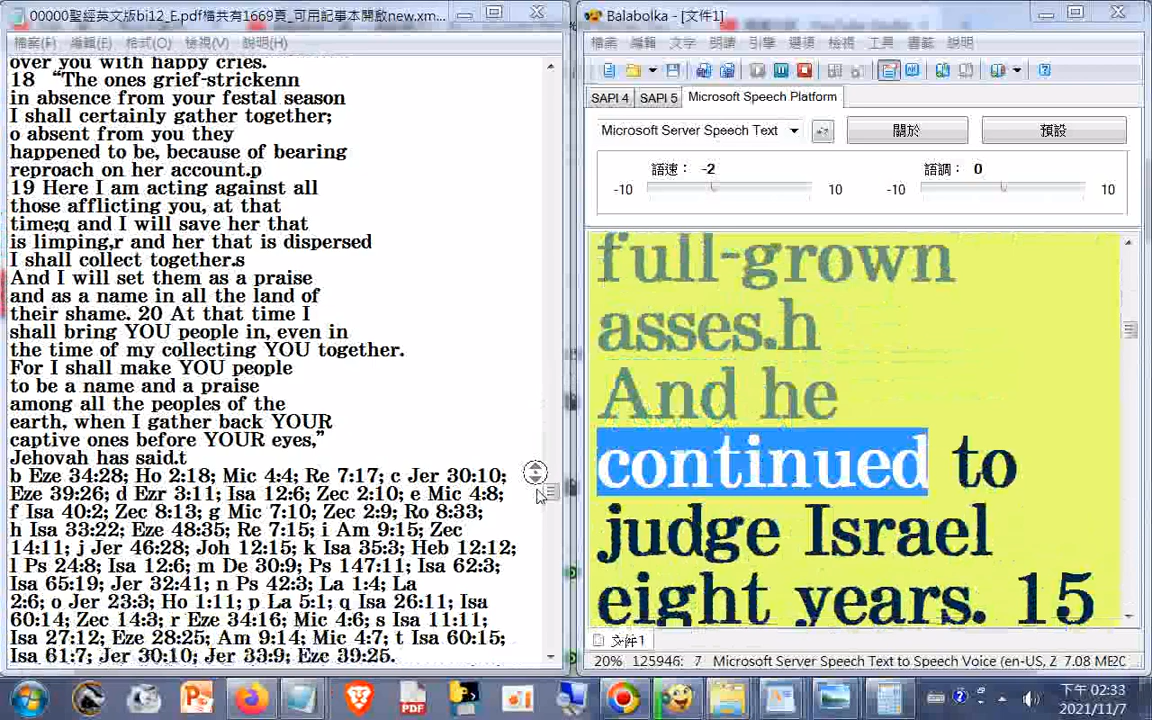 00000聖經英文版bi12_E.pdf檔共有1669頁_可用記事本開啟new.xm...
檔案(F) 編輯(E) 格式(O) 檢視(V) 說明(H)
over you with happy cries.
18 “The ones grief-strickenn
in absence from your festal season
I shall certainly gather together;
o absent from you they
happened to be, because of bearing
reproach on her account.p
19 Here I am acting against all
those afflicting you, at that
time;q and I will save her that
is limping,r and her that is dispersed
I shall collect together.s
And I will set them as a praise
and as a name in all the land of
their shame. 20 At that time I
shall bring YOU people in, even in
the time of my collecting YOU together.
For I shall make YOU people
to be a name and a praise
among all the peoples of the
earth, when I gather back YOUR
captive ones before YOUR eyes,”
Jehovah has said.t
b Eze 34:28; Ho 2:18; Mic 4:4; Re 7:17; c Jer 30:10;
Eze 39:26; d Ezr 3:11; Isa 12:6; Zec 2:10; e Mic 4:8;
f Isa 40:2; Zec 8:13; g Mic 7:10; Zec 2:9; Ro 8:33;
h Isa 33:22; Eze 48:35; Re 7:15; i Am 9:15; Zec
14:11; j Jer 46:28; Joh 12:15; k Isa 35:3; Heb 12:12;
l Ps 24:8; Isa 12:6; m De 30:9; Ps 147:11; Isa 62:3;
Isa 65:19; Jer 32:41; n Ps 42:3; La 1:4; La
2:6; o Jer 23:3; Ho 1:11; p La 5:1; q Isa 26:11; Isa
60:14; Zec 14:3; r Eze 34:16; Mic 4:6; s Isa 11:11;
Isa 27:12; Eze 28:25; Am 9:14; Mic 4:7; t Isa 60:15;
Isa 61:7; Jer 30:10; Jer 33:9; Eze 39:25.
Balabolka - [文件1]
檔案 編輯 文字 朗讀 引擎 選項 檢視 工具 書籤 說明
SAPI 4 SAPI 5 Microsoft Speech Platform
Microsoft Server Speech Text 關於 預設
語速: -2 語調: 0
-10 10 -10 10
full-grown
asses.h
And he
continued to
judge Israel
eight years. 15
文件1
20% 125946: 7 Microsoft Server Speech Text to Speech Voice (en-US, Z 7.08 ME
PDF
下午 02:33
2021/11/7